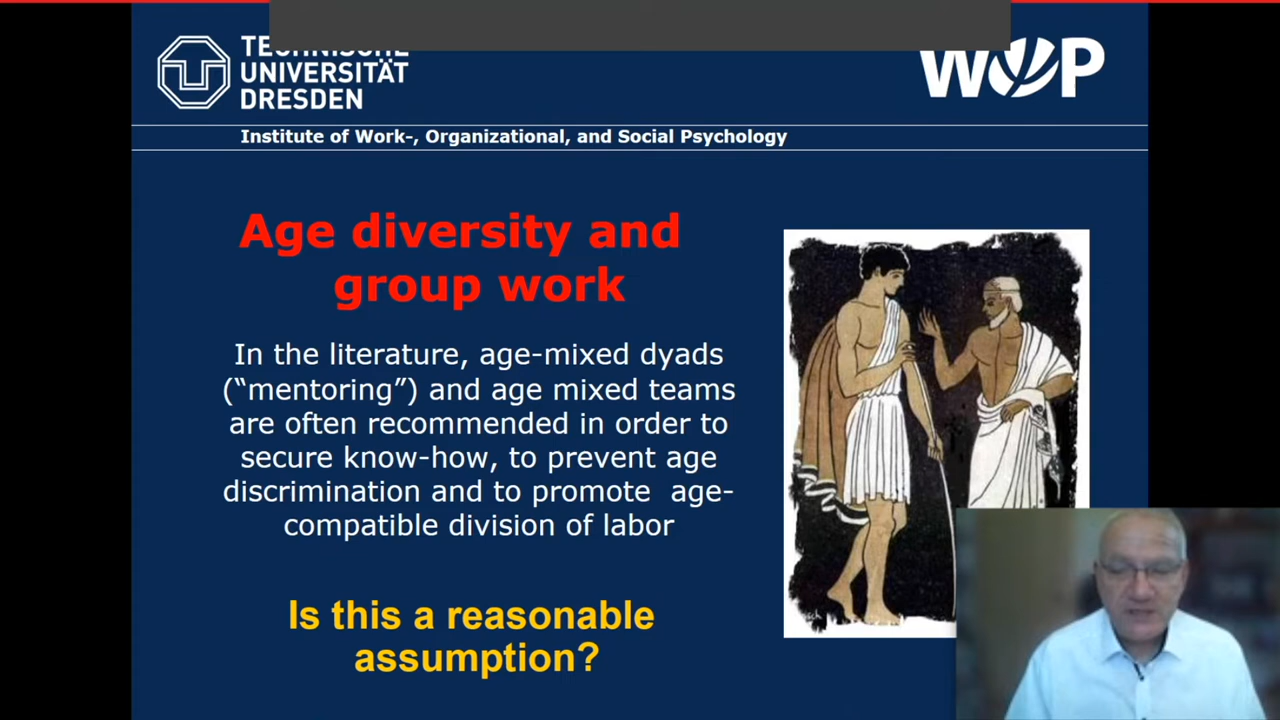 TECHNISCHE
UNIVERSITÄT
DRESDEN
WOP
Institute of Work-, Organizational, and Social Psychology
Age diversity and
group work
In the literature, age-mixed dyads
(“mentoring”) and age mixed teams
are often recommended in order to
secure know-how, to prevent age
discrimination and to promote age-
compatible division of labor
Is this a reasonable
assumption?